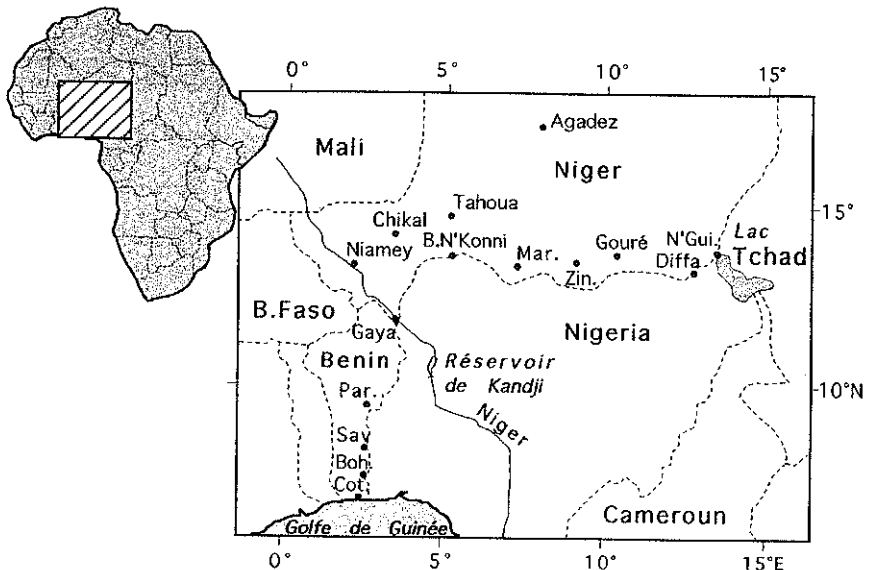 0° 5° 10° 15°
Agadez
Mali
Niger
Tahoua
15°
Chikal
B.N'Konni
Gouré
N'Gui.
Lac
Tchad
Niamey
Mar.
Zin.
Diffa
B.Faso
Gaya
Nigeria
Benin
Réservoir
de Kandji
Par.
10°N
Niger
Sav
Boh.
Cot.
Cameroun
Golfe de Guinée
0° 5° 10° 15°E